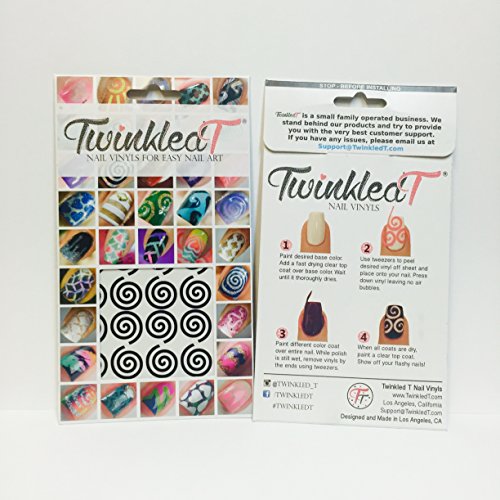 TwinkledT®
NAIL VINYLS FOR EASY NAIL ART
STOP - BEFORE INSTALLING
TwinkledT is a small family operated business. We
stand behind our products and try to provide
you with the very best customer support.
If you have any issues, please email us at
Support@TwinkledT.com
TwinkledT®
NAIL VINYLS
1
Paint desired base color.
Add a fast drying clear top
coat over base color. Wait
until it thoroughly dries.
2
Use tweezers to peel
desired vinyl off sheet and
place onto your nail. Press
down vinyl leaving no air
bubbles.
3
Paint different color coat
over entire nail. While polish
is still wet, remove vinyls by
the ends using tweezers.
4
When all coats are dry,
paint a clear top coat.
Show off your flashy nails!
@TWINKLED_T
/TWINKLEDT
#TWINKLEDT
Twinkled T Nail Vinyls
www.TwinkledT.com
Los Angeles, California
Support@TwinkledT.com
Designed and Made in Los Angeles, CA